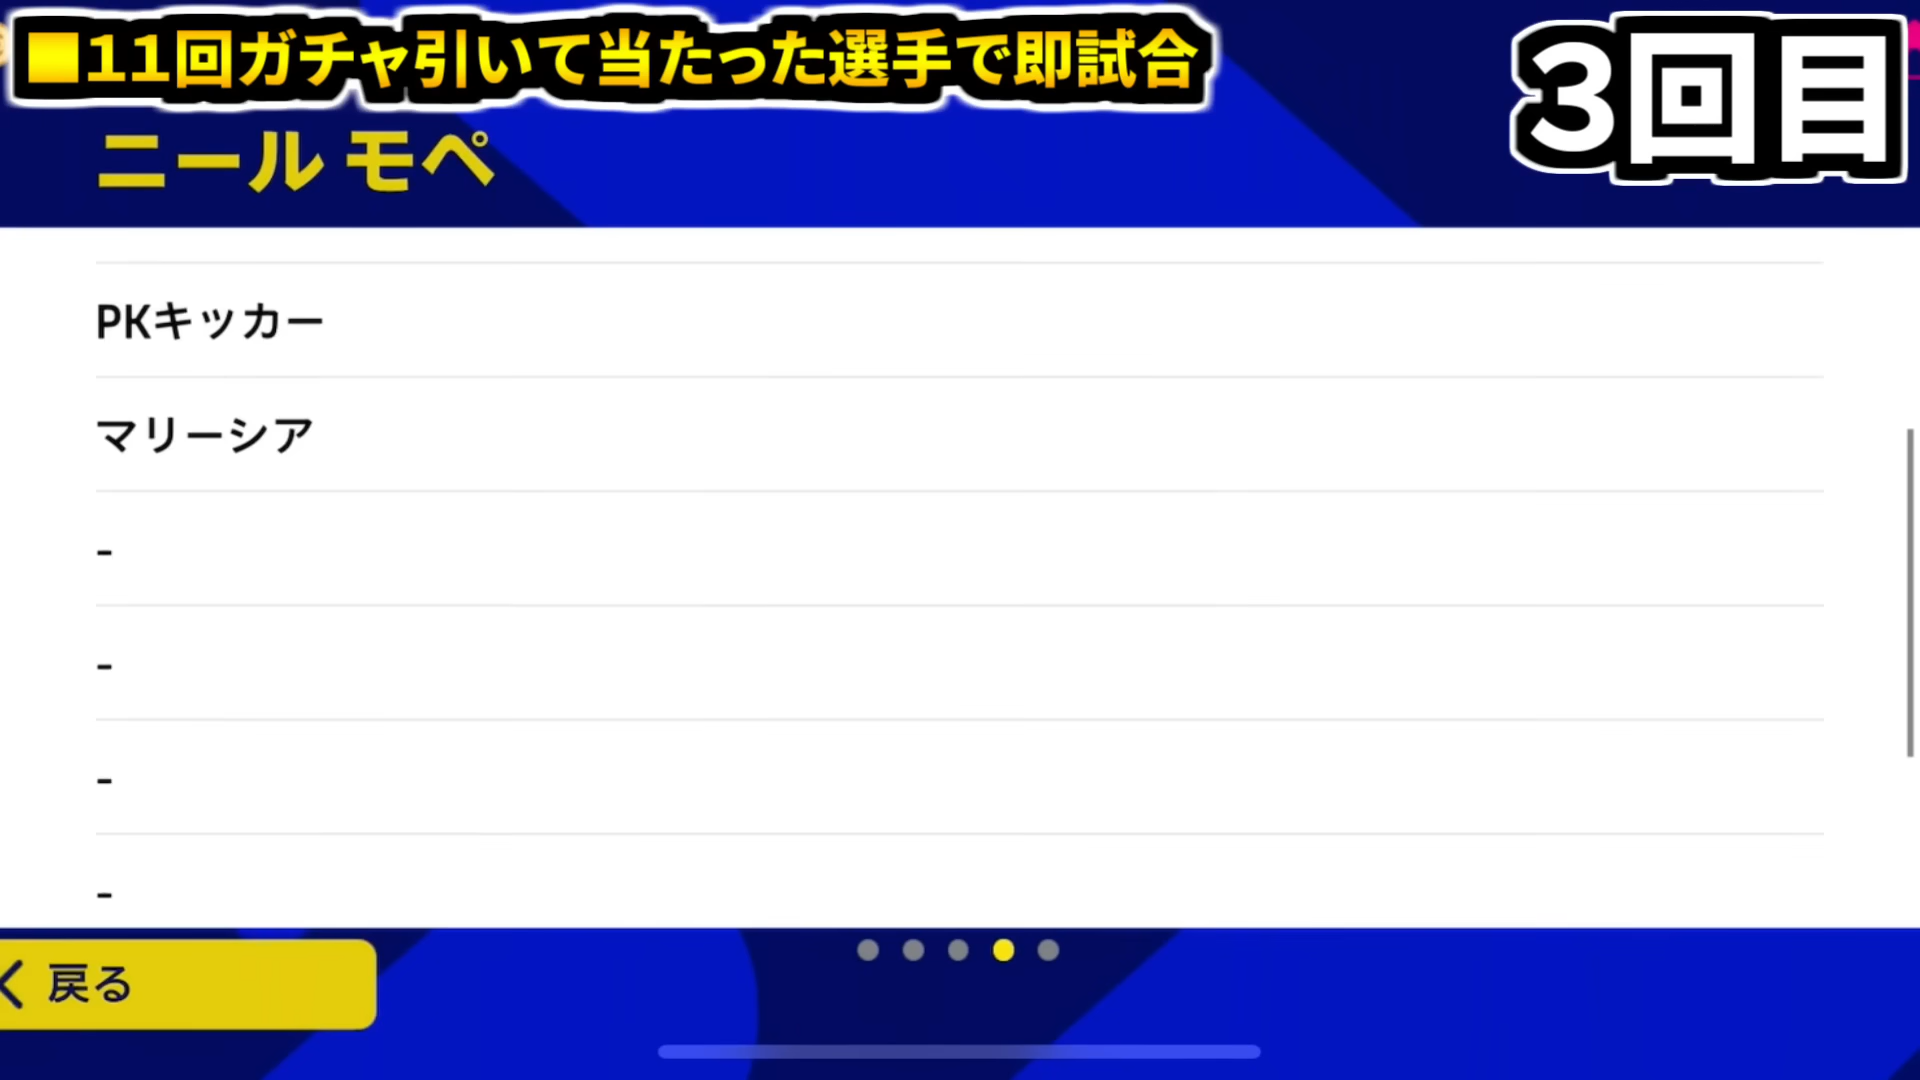 ■11回ガチャ引いて当たった選手で即試合
3回目
ニール モペ
PKキッカー
マリーシア
-
-
-
-
戻る